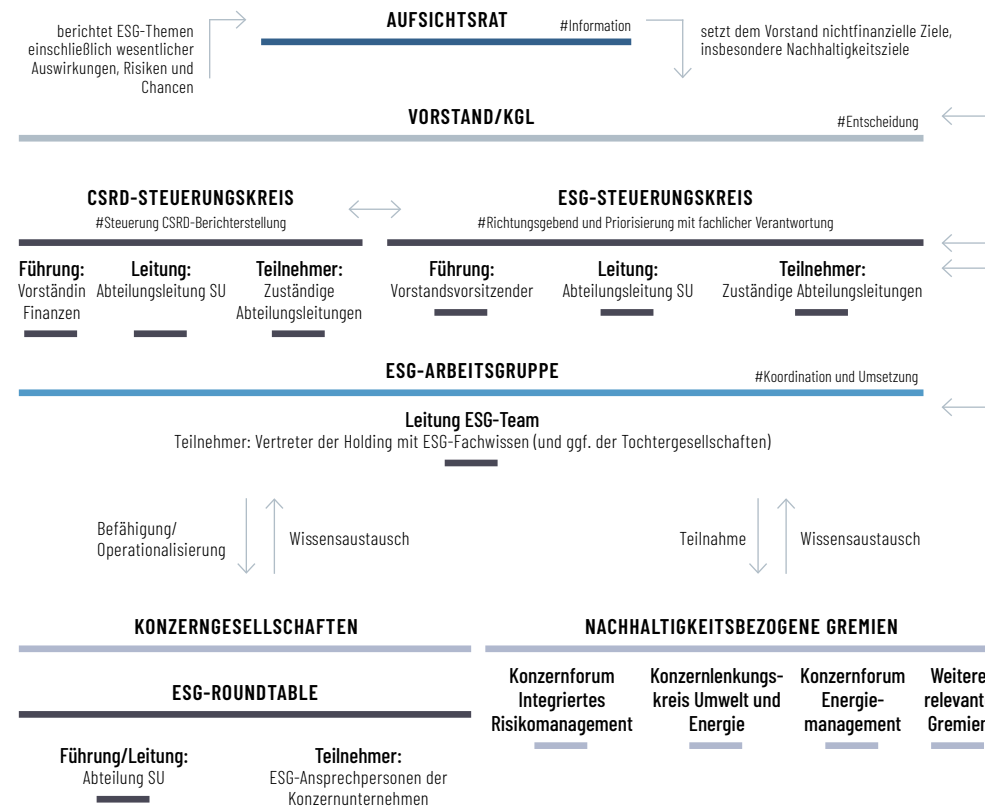 berichtet ESG-Themen
einschließlich wesentlicher
Auswirkungen, Risiken und
Chancen
AUFSICHTSRAT
#Information
setzt dem Vorstand nichtfinanzielle Ziele,
insbesondere Nachhaltigkeitsziele
VORSTAND/KGL
#Entscheidung
CSRD-STEUERUNGSKREIS
#Steuerung CSRD-Berichterstellung
Führung:
Vorständin
Finanzen
Leitung:
Abteilungsleitung SU
Teilnehmer:
Zuständige
Abteilungsleitungen
ESG-STEUERUNGSKREIS
#Richtungsgebend und Priorisierung mit fachlicher Verantwortung
Führung:
Vorstandsvorsitzender
Leitung:
Abteilungsleitung SU
Teilnehmer:
Zuständige Abteilungsleitungen
ESG-ARBEITSGRUPPE
#Koordination und Umsetzung
Leitung ESG-Team
Teilnehmer: Vertreter der Holding mit ESG-Fachwissen (und ggf. der Tochtergesellschaften)
Befähigung/
Operationalisierung
Wissensaustausch
Teilnahme
Wissensaustausch
KONZERNGESELLSCHAFTEN
ESG-ROUNDTABLE
Führung/Leitung:
Abteilung SU
Teilnehmer:
ESG-Ansprechpersonen der
Konzernunternehmen
NACHHALTIGKEITSBEZOGENE GREMIEN
Konzernforum
Integriertes
Risikomanagement
Konzernlenkungs-
kreis Umwelt und
Energie
Konzernforum
Energie-
management
Weitere
relevant
Gremien